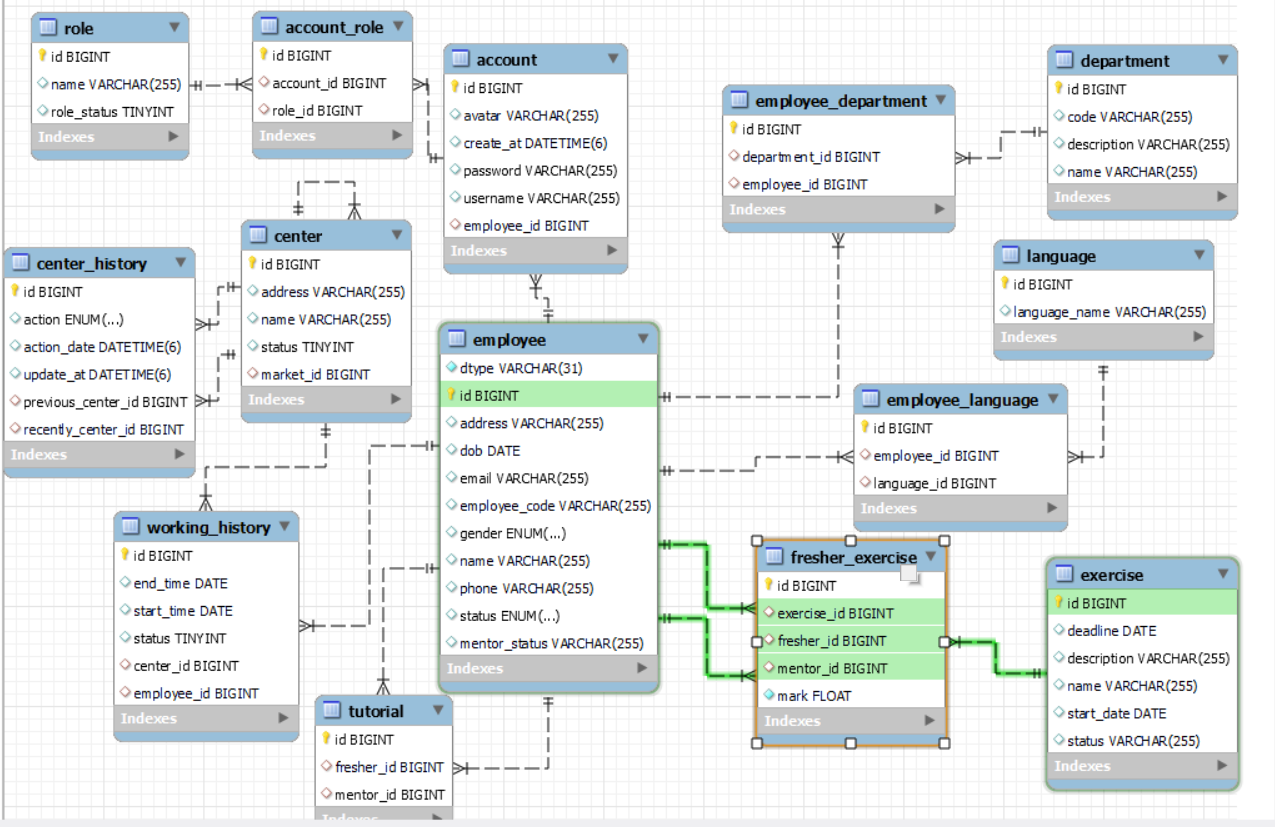 role
id BIGINT
name VARCHAR(255)
role_status TINYINT
Indexes
account_role
id BIGINT
account_id BIGINT
role_id BIGINT
Indexes
account
id BIGINT
avatar VARCHAR(255)
create_at DATETIME(6)
password VARCHAR(255)
username VARCHAR(255)
employee_id BIGINT
Indexes
employee_department
id BIGINT
department_id BIGINT
employee_id BIGINT
Indexes
department
id BIGINT
code VARCHAR(255)
description VARCHAR(255)
name VARCHAR(255)
Indexes
center_history
id BIGINT
action ENUM(...)
action_date DATETIME(6)
update_at DATETIME(6)
previous_center_id BIGINT
recently_center_id BIGINT
Indexes
center
id BIGINT
address VARCHAR(255)
name VARCHAR(255)
status TINYINT
market_id BIGINT
Indexes
language
id BIGINT
language_name VARCHAR(255)
Indexes
employee
dtype VARCHAR(31)
id BIGINT
address VARCHAR(255)
dob DATE
email VARCHAR(255)
employee_code VARCHAR(255)
gender ENUM(...)
name VARCHAR(255)
phone VARCHAR(255)
status ENUM(...)
mentor_status VARCHAR(255)
Indexes
employee_language
id BIGINT
employee_id BIGINT
language_id BIGINT
Indexes
working_history
id BIGINT
end_time DATE
start_time DATE
status TINYINT
center_id BIGINT
employee_id BIGINT
Indexes
fresher_exercise
id BIGINT
exercise_id BIGINT
fresher_id BIGINT
mentor_id BIGINT
mark FLOAT
Indexes
exercise
id BIGINT
deadline DATE
description VARCHAR(255)
name VARCHAR(255)
start_date DATE
status VARCHAR(255)
Indexes
tutorial
id BIGINT
fresher_id BIGINT
mentor_id BIGINT
Indexes